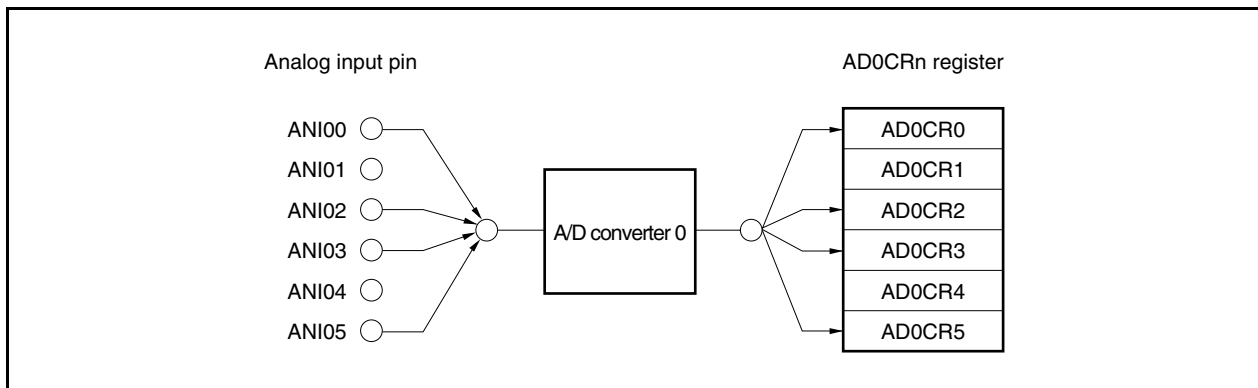 Analog input pin
AD0CRn register
ANI00
ANI01
ANI02
ANI03
ANI04
ANI05
A/D converter 0
AD0CR0
AD0CR1
AD0CR2
AD0CR3
AD0CR4
AD0CR5